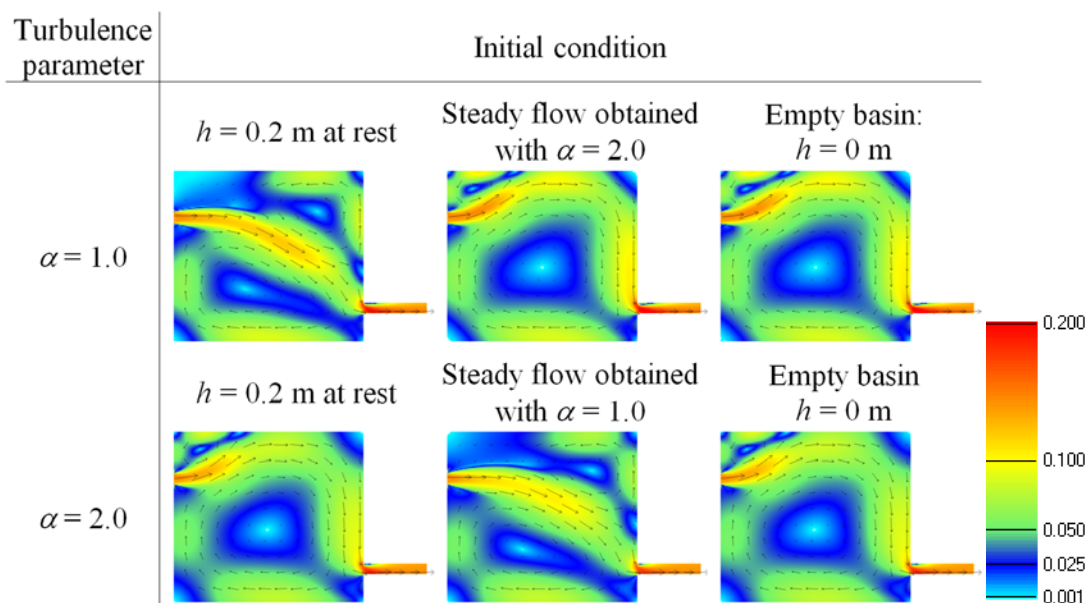 Turbulence
parameter
Initial condition
h = 0.2 m at rest
Steady flow obtained
with α = 2.0
Empty basin:
h = 0 m
α = 1.0
h = 0.2 m at rest
Steady flow obtained
with α = 1.0
Empty basin
h = 0 m
α = 2.0
0.200
0.100
0.050
0.025
0.001